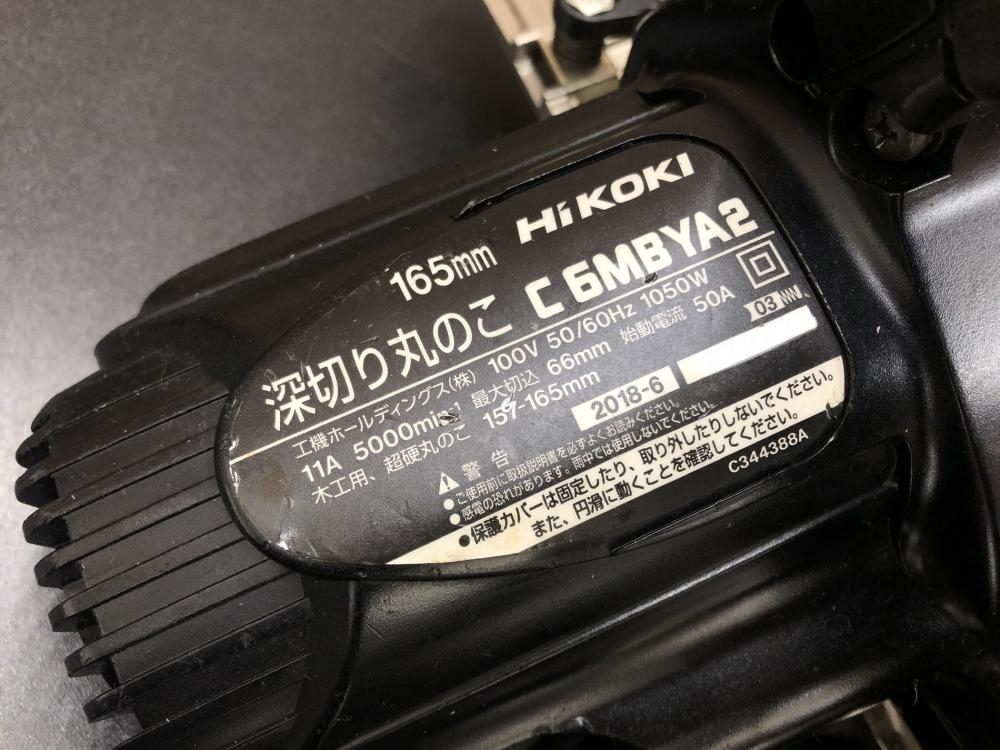 HiKOKI
165mm
深切り丸のこ C6MBYA2
工機ホールディングス(株) 100V 50/60Hz 1050W
11A 5000min-1 最大切込 66mm 始動電流 50A
木工用、超硬丸のこ 157-165mm
03 NNN
2018-6
警告
●ご使用前に取扱説明書を必ずよくお読みください。
●感電の恐れがあります。雨中では使用しないでください。
●保護カバーは固定したり、取り外したりしないでください。
また、円滑に動くことを確認してください。
C344388A